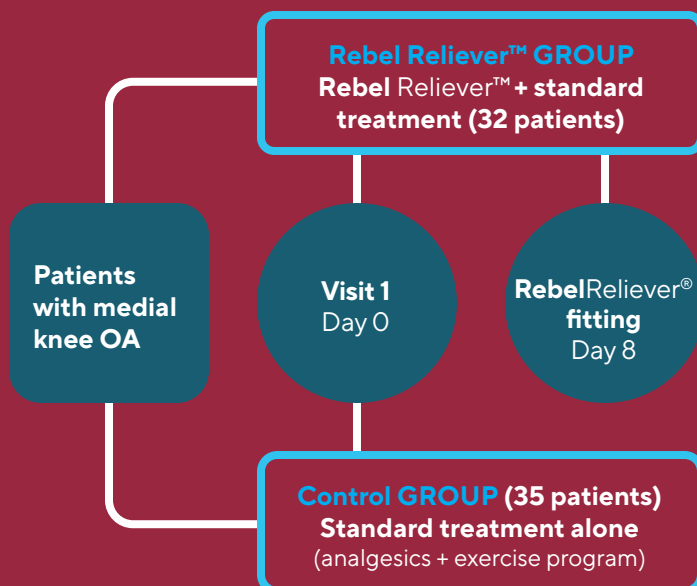 Rebel Reliever™ GROUP
Rebel Reliever™ + standard
treatment (32 patients)
Patients
with medial
knee OA
Visit 1
Day 0
RebelReliever®
fitting
Day 8
Control GROUP (35 patients)
Standard treatment alone
(analgesics + exercise program)